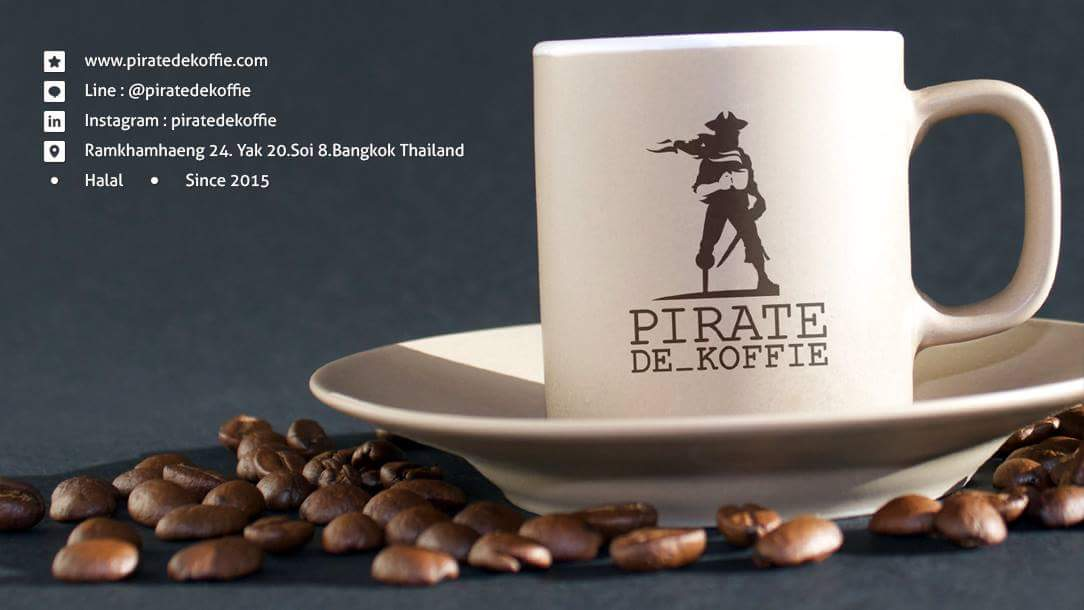 www.piratedekoffie.com
Line : @piratedekoffie
in Instagram : piratedekoffie
Ramkhamhaeng 24. Yak 20.Soi 8.Bangkok Thailand
• Halal • Since 2015
PIRATE
DE_KOFFIE